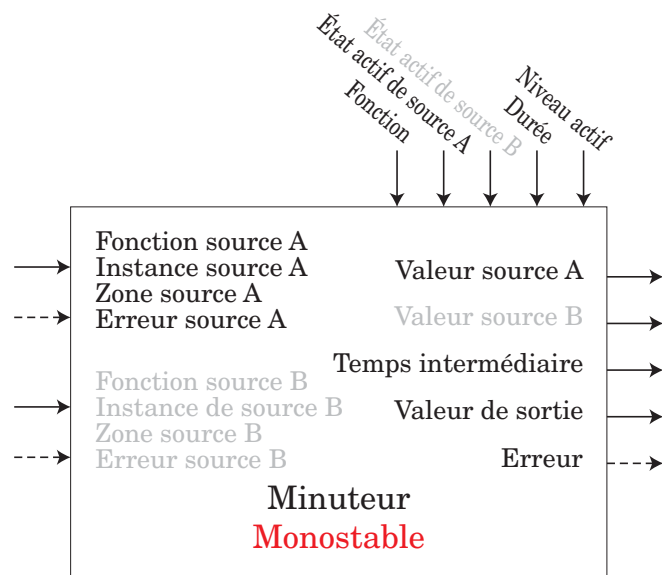 Fonction
État actif de source A
État actif de source B
Durée
Niveau actif
Fonction source A
Instance source A
Zone source A
Erreur source A
Fonction source B
Instance de source B
Zone source B
Erreur source B
Valeur source A
Valeur source B
Temps intermédiaire
Valeur de sortie
Erreur
Minuteur
Monostable